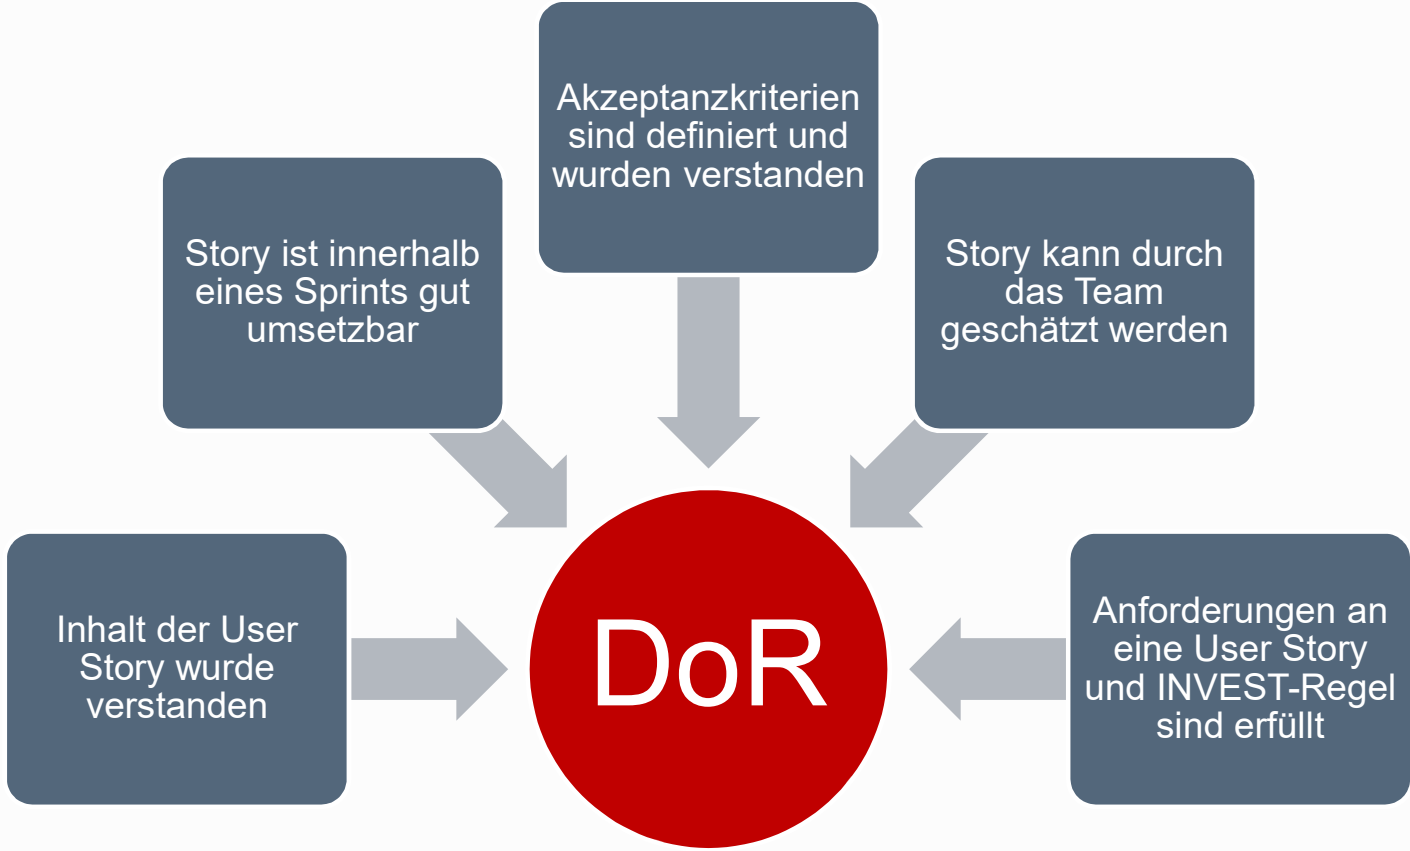 Akzeptanzkriterien
sind definiert und
wurden verstanden
Story ist innerhalb
eines Sprints gut
umsetzbar
Story kann durch
das Team
geschätzt werden
Inhalt der User
Story wurde
verstanden
DoR
Anforderungen an
eine User Story
und INVEST-Regel
sind erfüllt